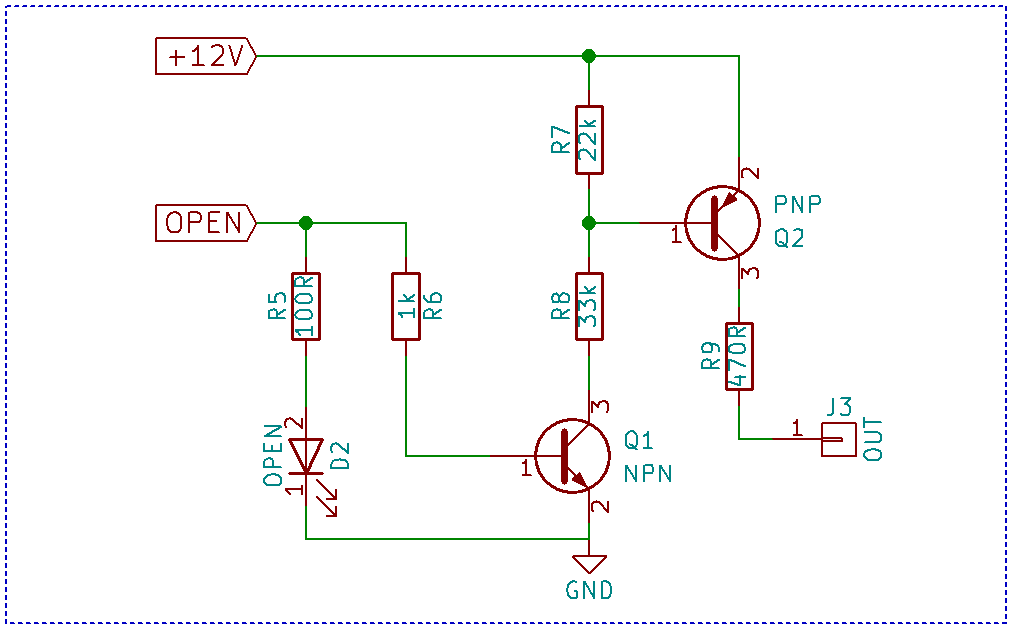 +12V
R7
22k
2
PNP
Q2
1
3
OPEN
R5
100R
1k
R6
R8
33k
R9
470R
J3
1
OUT
3
Q1
NPN
1
2
OPEN
2
D2
1
GND